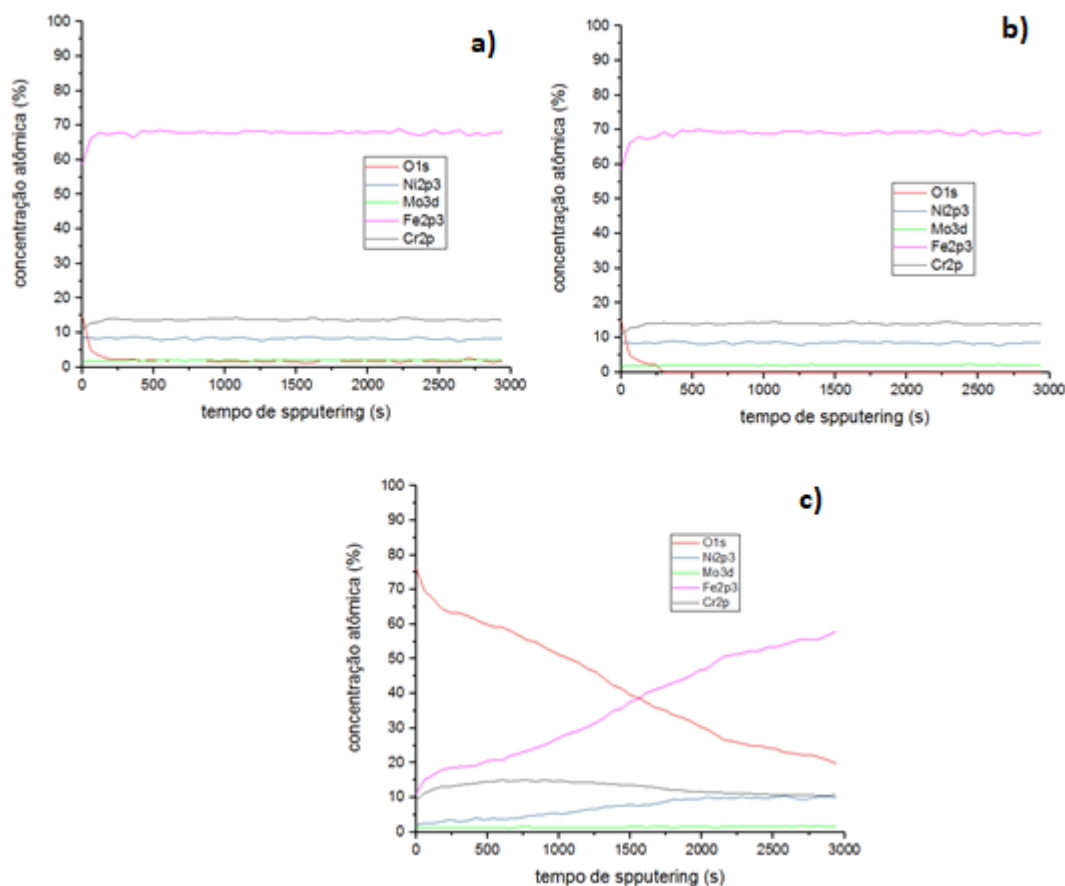 a)
concentração atômica (%)
100
90
80
70
60
50
40
30
20
10
0
O1s
Ni2p3
Mo3d
Fe2p3
Cr2p
0 500 1000 1500 2000 2500 3000
tempo de spputering (s)
b)
concentração atômica (%)
100
90
80
70
60
50
40
30
20
10
0
O1s
Ni2p3
Mo3d
Fe2p3
Cr2p
0 500 1000 1500 2000 2500 3000
tempo de spputering (s)
c)
concentração atômica (%)
100
90
80
70
60
50
40
30
20
10
0
O1s
Ni2p3
Mo3d
Fe2p3
Cr2p
0 500 1000 1500 2000 2500 3000
tempo de spputering (s)